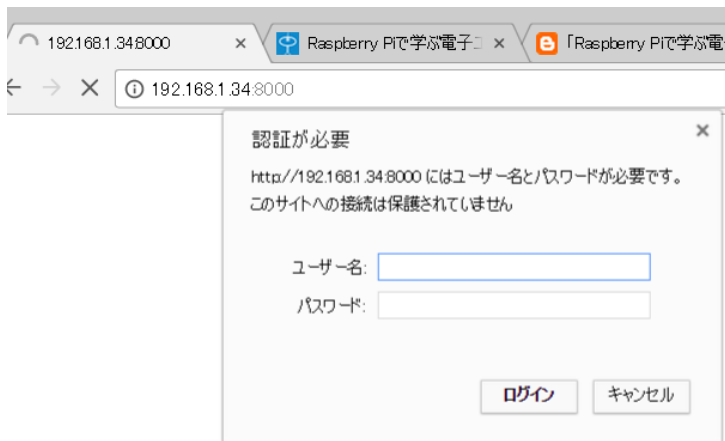 192.168.1.34:8000
Raspberry Piで学ぶ電子工
「Raspberry Piで学ぶ電
192.168.1.34:8000
認証が必要
http://192.168.1.34:8000 にはユーザー名とパスワードが必要です。
このサイトへの接続は保護されていません
ユーザー名:
パスワード:
ログイン
キャンセル